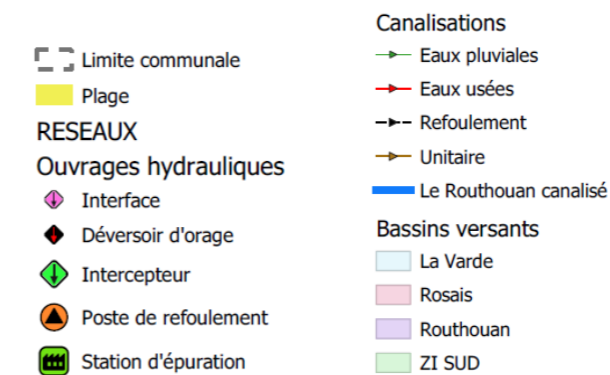 Limite communale
Plage
RESEAUX
Ouvrages hydrauliques
Interface
Déversoir d'orage
Intercepteur
Poste de refoulement
Station d'épuration
Canalisations
Eaux pluviales
Eaux usées
Refoulement
Unitaire
Le Routhouan canalisé
Bassins versants
La Varde
Rosais
Routhouan
ZI SUD